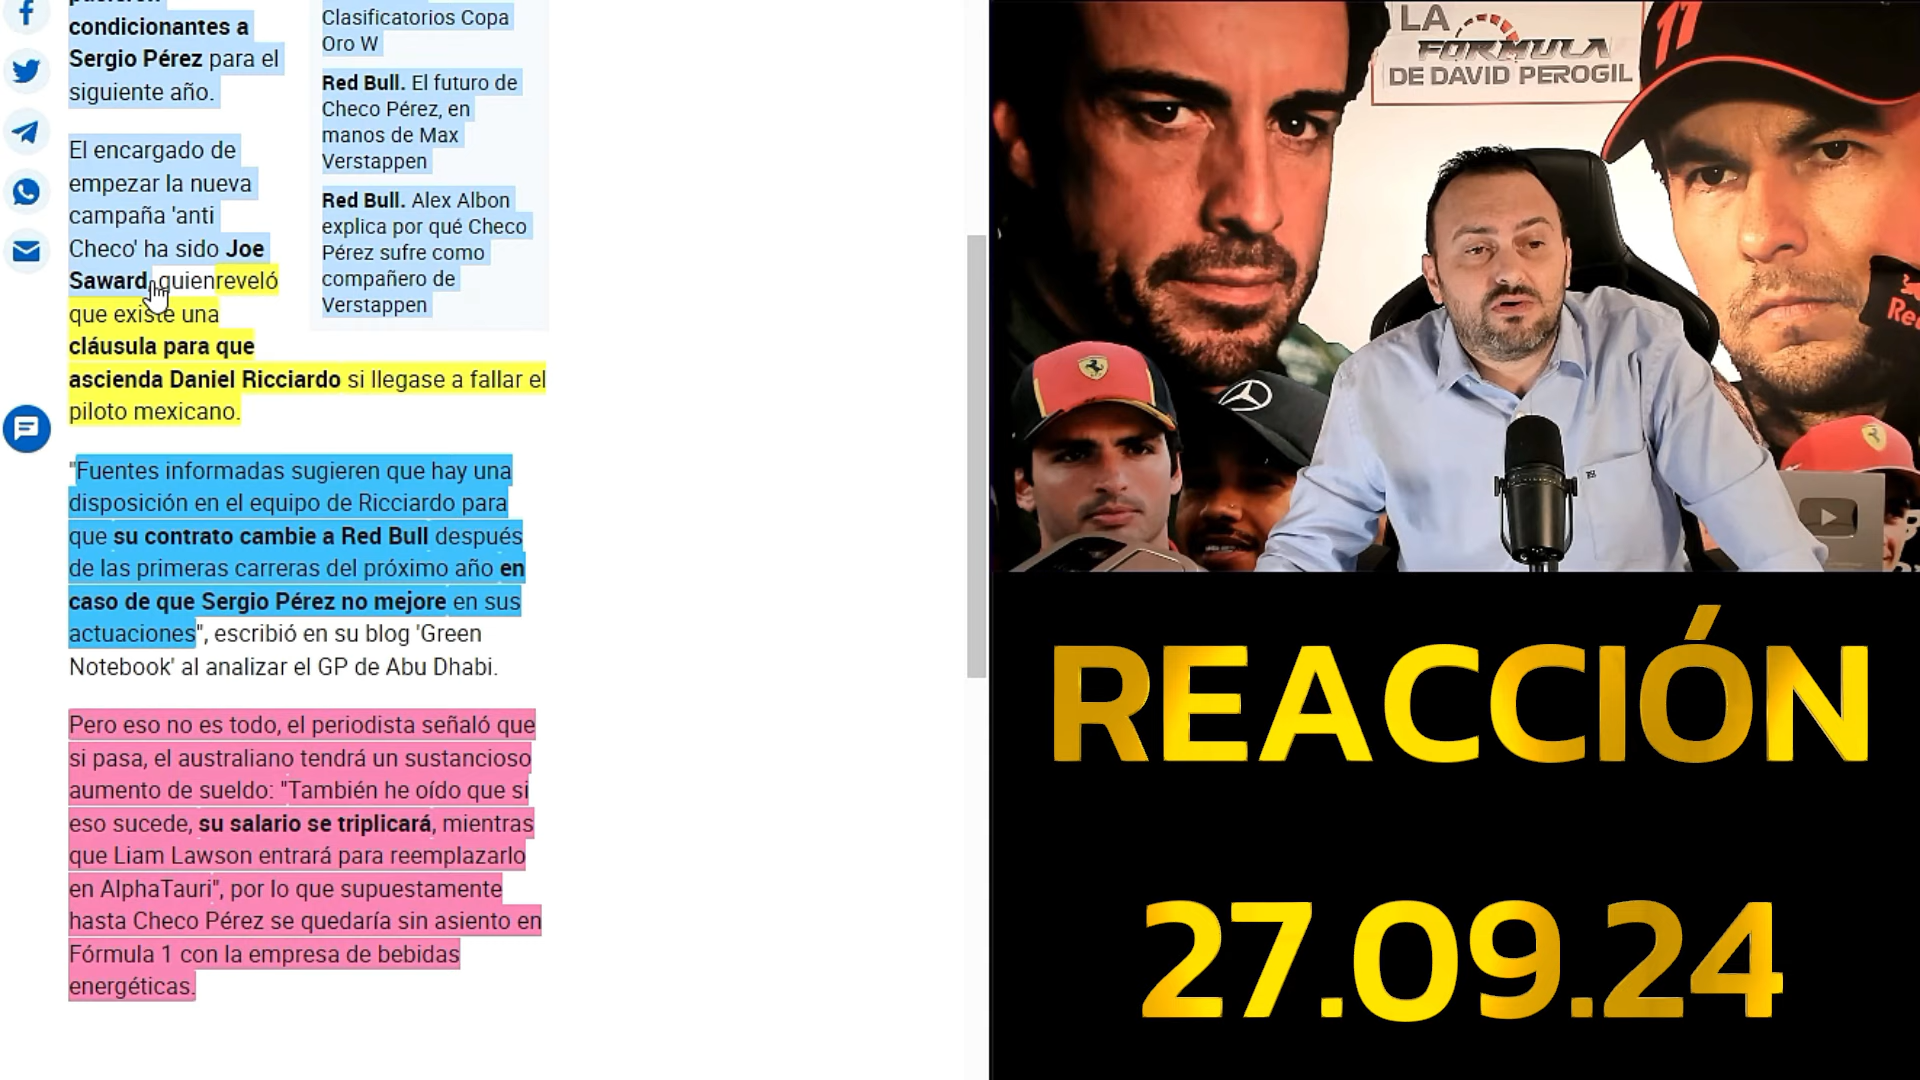 pusieron
condicionantes a
Sergio Pérez para el
siguiente año.
El encargado de
empezar la nueva
campaña 'anti
Checo' ha sido Joe
Saward, quienreveló
que existe una
cláusula para que
ascienda Daniel Ricciardo si llegase a fallar el
piloto mexicano.
"Fuentes informadas sugieren que hay una
disposición en el equipo de Ricciardo para
que su contrato cambie a Red Bull después
de las primeras carreras del próximo año en
caso de que Sergio Pérez no mejore en sus
actuaciones", escribió en su blog 'Green
Notebook' al analizar el GP de Abu Dhabi.
Pero eso no es todo, el periodista señaló que
si pasa, el australiano tendrá un sustancioso
aumento de sueldo: "También he oído que si
eso sucede, su salario se triplicará, mientras
que Liam Lawson entrará para reemplazarlo
en AlphaTauri", por lo que supuestamente
hasta Checo Pérez se quedaría sin asiento en
Fórmula 1 con la empresa de bebidas
energéticas.
Clasificatorios Copa
Oro W
Red Bull. El futuro de
Checo Pérez, en
manos de Max
Verstappen
Red Bull. Alex Albon
explica por qué Checo
Pérez sufre como
compañero de
Verstappen
LA
FORMULA
DE DAVID PEROGIL
11
Re
REACCIÓN
27.09.24